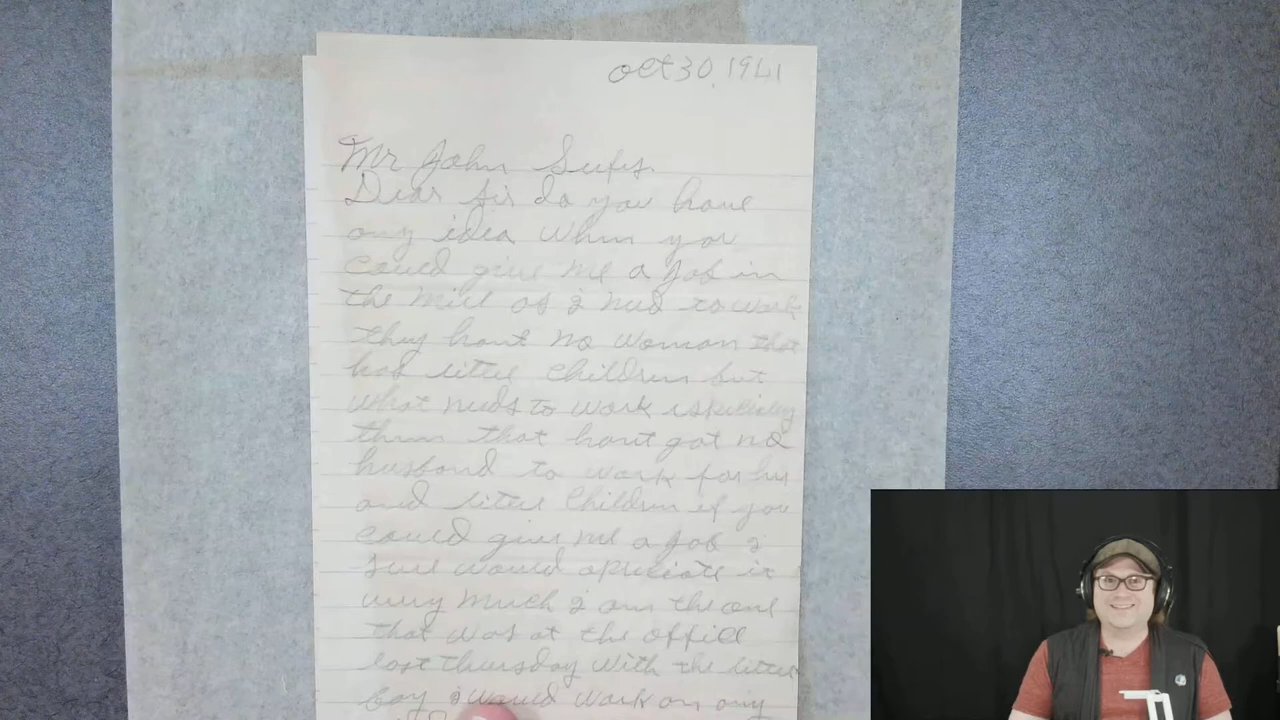 Oct 30, 1941
Mr John
Dear Sir do you have
any idea when you
could give me a job in
the mill as I need to work
they hant no woman that
has little children but
what needs to work
them that hant got no
husband to work for her
and little children if you
could give me a job I
sure would apreciate it
very much I am the one
that was at the office
last thursday with the little
boy I would work on any